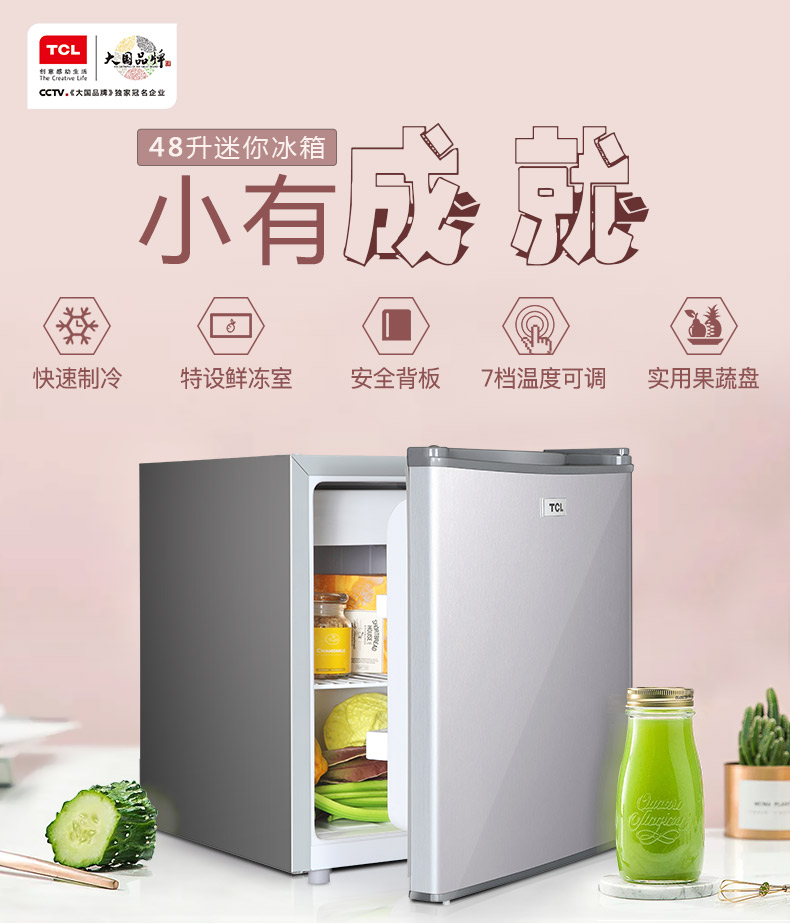 TCL
创意感动生活
The Creative Life
大国品牌
CCTV.《大国品牌》独家冠名企业
48升迷你冰箱
小有成就
快速制冷
特设鲜冻室
安全背板
7档温度可调
实用果蔬盘
TCL
SHORTBREAD
HOUSE